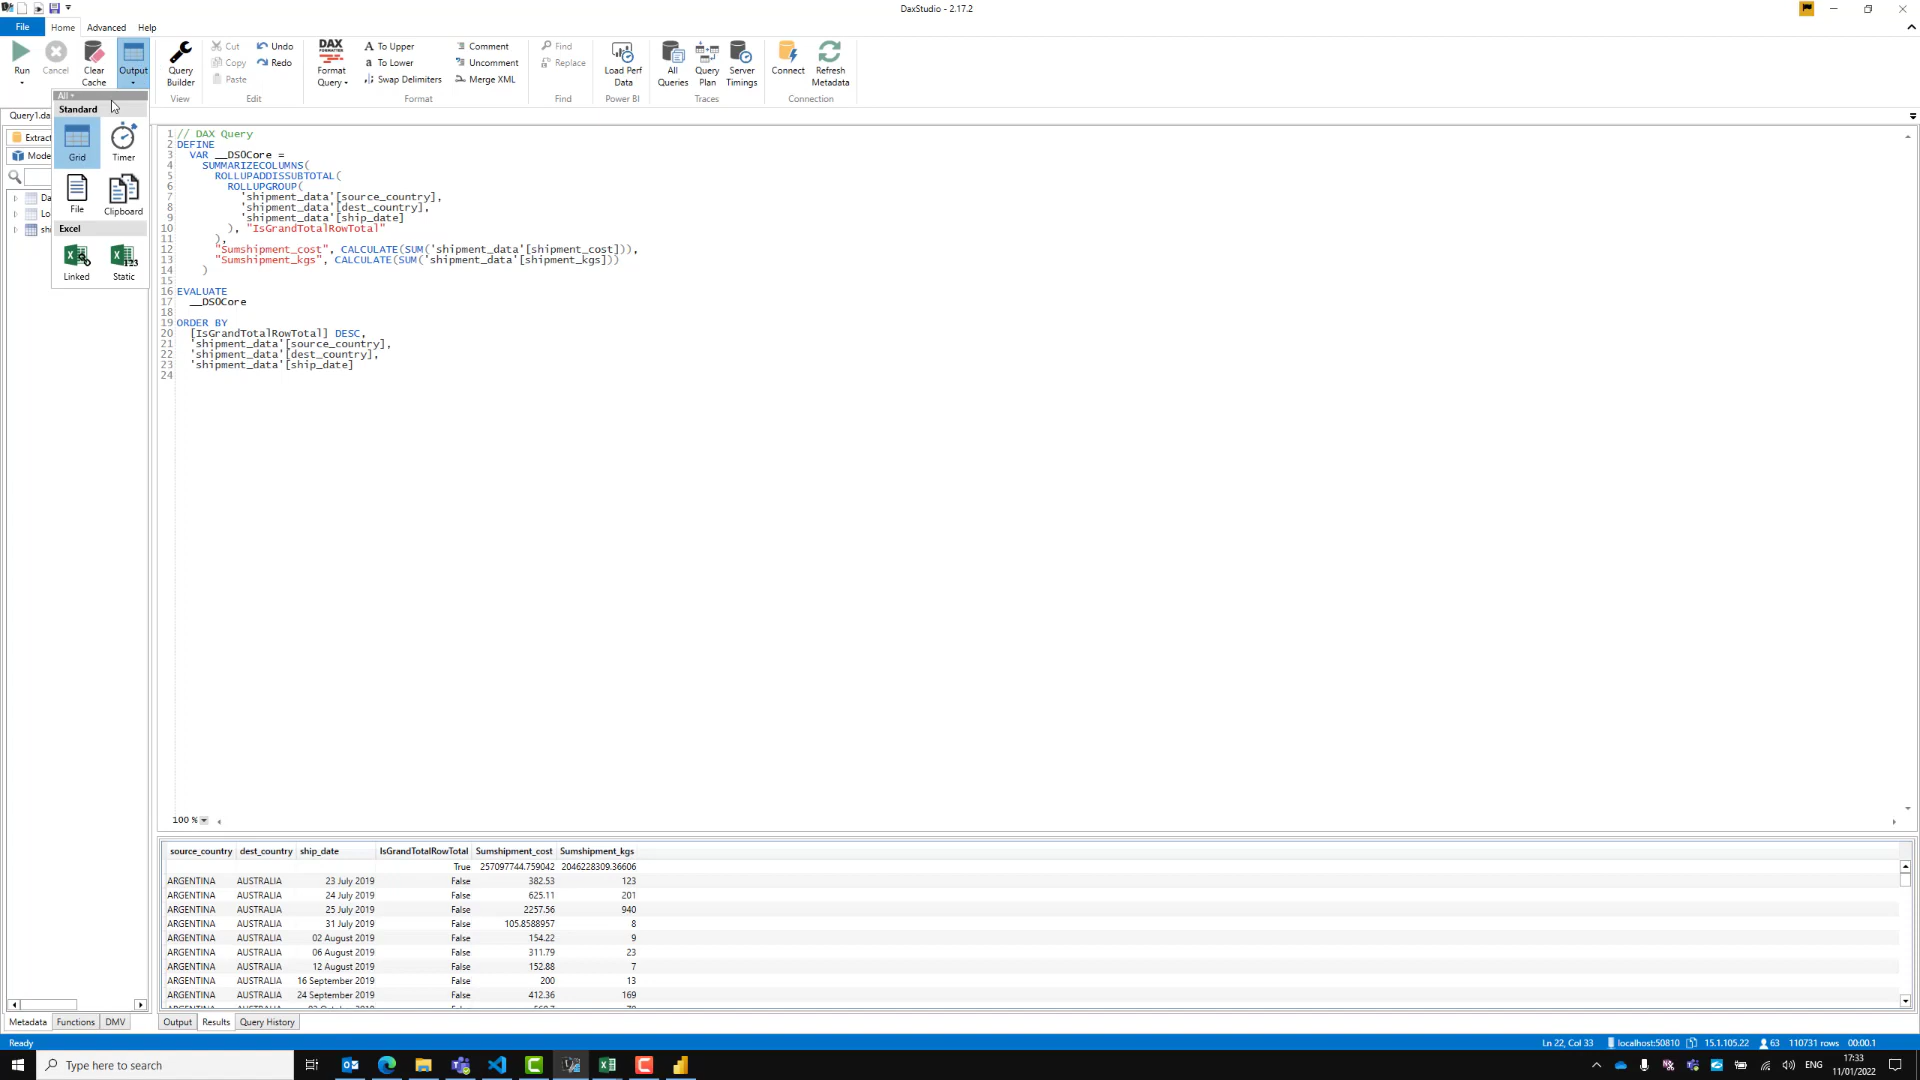 DaxStudio - 2.17.2
File Home Advanced Help
Run Cancel Clear Cache Output Query Builder Cut Copy Paste Undo Redo Format Query To Upper To Lower Swap Delimiters Comment Uncomment Merge XML Find Replace Load Perf Data All Queries Query Plan Server Timings Connect Refresh Metadata
View Edit Format Find Power BI Traces Connection
All
Standard
Grid Timer
File Clipboard
Excel
Linked Static
Query1.da
Extract
Mode
Da
Lo
shi
1 // DAX Query
2 DEFINE
3 VAR __DS0Core =
4 SUMMARIZECOLUMNS(
5 ROLLUPADDISSUBTOTAL(
6 ROLLUPGROUP(
7 'shipment_data'[source_country],
8 'shipment_data'[dest_country],
9 'shipment_data'[ship_date]
10 ), "IsGrandTotalRowTotal"
11 ),
12 "Sumshipment_cost", CALCULATE(SUM('shipment_data'[shipment_cost])),
13 "Sumshipment_kgs", CALCULATE(SUM('shipment_data'[shipment_kgs]))
14 )
15
16 EVALUATE
17 __DS0Core
18
19 ORDER BY
20 [IsGrandTotalRowTotal] DESC,
21 'shipment_data'[source_country],
22 'shipment_data'[dest_country],
23 'shipment_data'[ship_date]
24
100 %
source_country dest_country ship_date IsGrandTotalRowTotal Sumshipment_cost Sumshipment_kgs
True 257097744.759042 2046228309.36606
ARGENTINA AUSTRALIA 23 July 2019 False 382.53 123
ARGENTINA AUSTRALIA 24 July 2019 False 625.11 201
ARGENTINA AUSTRALIA 25 July 2019 False 2257.56 940
ARGENTINA AUSTRALIA 31 July 2019 False 105.8588957 8
ARGENTINA AUSTRALIA 02 August 2019 False 154.22 9
ARGENTINA AUSTRALIA 06 August 2019 False 311.79 23
ARGENTINA AUSTRALIA 12 August 2019 False 152.88 7
ARGENTINA AUSTRALIA 16 September 2019 False 200 13
ARGENTINA AUSTRALIA 24 September 2019 False 412.36 169
Metadata Functions DMV Output Results Query History
Ready Ln 22, Col 33 localhost:50810 15.1.105.22 63 110731 rows 00:00.1
Type here to search ENG 17:33
11/01/2022